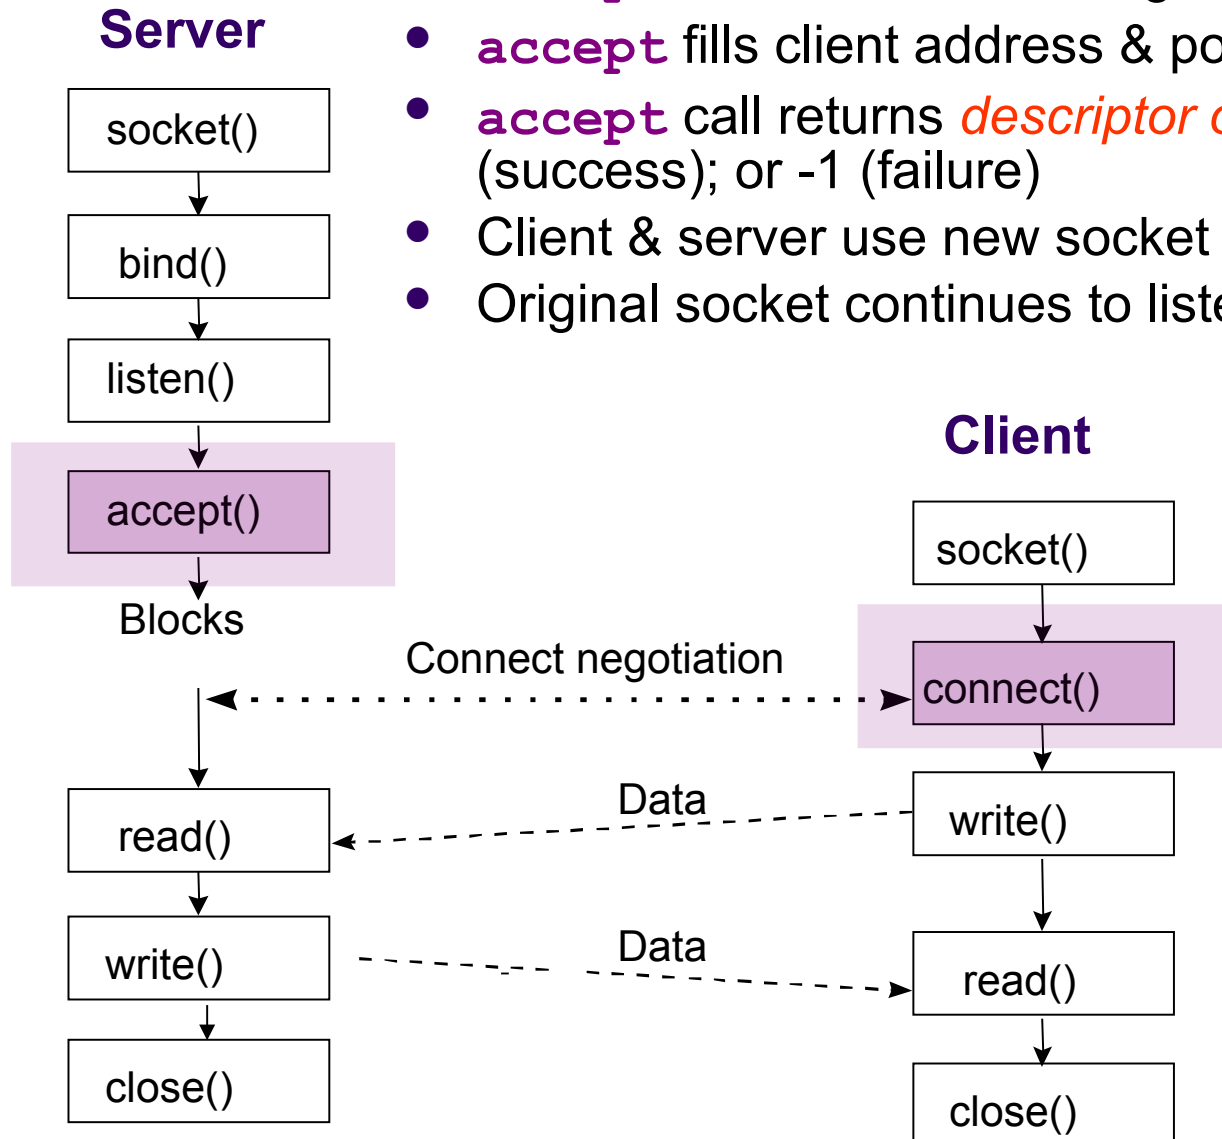 Server
accept fills client address &
accept call returns descriptor
(success); or -1 (failure)
Client & server use new socket
Original socket continues to
socket()
bind()
listen()
accept()
Blocks
Client
socket()
Connect negotiation
connect()
Data
read()
write()
Data
write()
read()
close()
close()